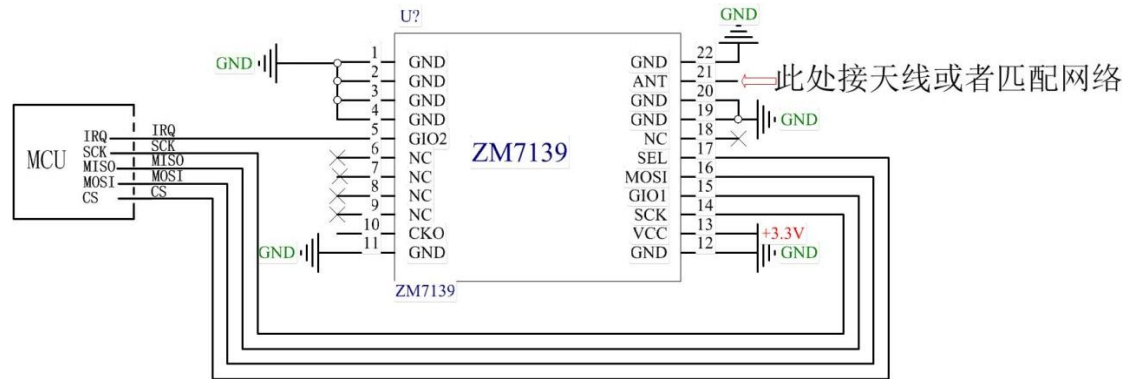 U?
GND
GND
1 GND
2 GND
3 GND
4 GND
5 GIO2
6 NC
7 NC
8 NC
9 NC
10 CKO
11 GND
GND
ZM7139
ZM7139
GND 22
ANT 21
此处接天线或者匹配网络
GND 20
GND 19
GND
NC 18
SEL 17
MOSI 16
GIO1 15
SCK 14
VCC 13
+3.3V
GND 12
GND
MCU
IRQ IRQ
SCK SCK
MISO MISO
MOSI MOSI
CS CS